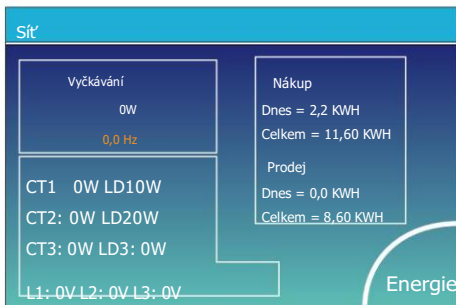 Síť
Vyčkávání
0W
0,0 Hz
CT1 0W LD10W
CT2: 0W LD20W
CT3: 0W LD3: 0W
L1: 0V L2: 0V L3: 0V
Nákup
Dnes = 2,2 KWH
Celkem = 11,60 KWH
Prodej
Dnes = 0,0 KWH
Celkem = 8,60 KWH
Energie